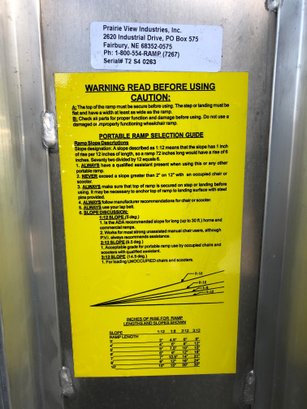 Prairie View Industries, Inc.
2620 Industrial Drive, PO Box 575
Fairbury, NE 68352-0575
Ph: 1-800-554-RAMP (7267)
Serial# T2 S4 0263
WARNING READ BEFORE USING
CAUTION:
A: The top of the ramp must be secure before using. The step or landing must be
flat and have a width at least as wide as the ramp.
B: Check all parts for proper function and damage before using. Do not use a
damaged or improperly functioning wheelchair ramp.
PORTABLE RAMP SELECTION GUIDE
Ramp Slope Descriptions
Slope designation: A slope described as 1:12 means that the slope has 1 inch
of rise per 12 inches of length, so a ramp 72 inches long would have a rise of 6
inches. Seventy two divided by 12 equals 6.
1. ALWAYS have a qualified assistant present when using this or any other
portable ramp.
2. NEVER exceed a slope greater than 2" on 12" with an occupied chair or
scooter.
3. ALWAYS make sure that top of ramp is secured on step or landing before
using. It may be necessary to anchor top of ramp to landing surface with steel
pins provided.
4. ALWAYS follow manufacturer recommendations for chair or scooter.
5. ALWAYS use your lap belt.
6. SLOPE DISCUSSION:
1:12 SLOPE (5 deg.)
1. Is the ADA recommended slope for long (up to 30 ft.) home and
commercial ramps.
2. Works for most strong unassisted manual chair users, although
P.V.I. always recommends assistance.
2:12 SLOPE (9.5 deg.)
1. Acceptable grade for portable ramp use by occupied chairs and
scooters with qualified assistant.
3:12 SLOPE (14.5 deg.)
1. For loading UNOCCUPIED chairs and scooters.
INCHES OF RISE FOR RAMP
LENGTHS AND SLOPES SHOWN
SLOPE 1:12 1:8 2:12 3:12
RAMP LENGTH